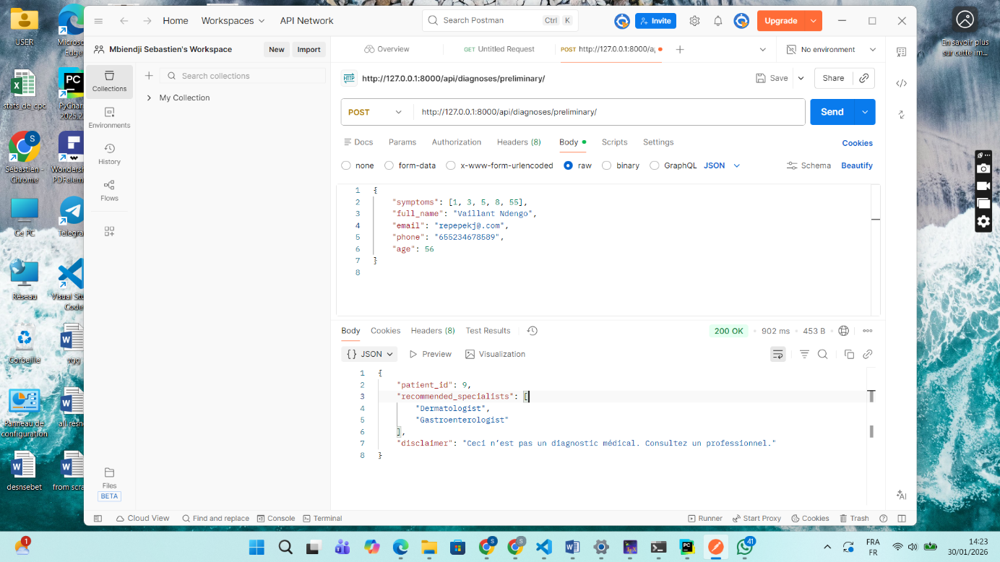 USER
Microso
Edge
stats_de_cpc
PyCharm
2025.2
Sebastien -
Chrome
Wondersh
PDFelem
Ce PC
Telegra
Réseau
Visual Stu
Code
Corbeille
vgg
Panneau de
configuration
all resn
desnsebet
from scra
En savoir plus
sur cette im...
Home
Workspaces
API Network
Search Postman
Ctrl
K
Invite
Upgrade
Mbiendji Sebastien's Workspace
New
Import
Overview
GET Untitled Request
POST http://127.0.0.1:8000/ap
No environment
Collections
Environments
History
Flows
Files
BETA
Search collections
My Collection
HTTP
http://127.0.0.1:8000/api/diagnoses/preliminary/
Save
Share
POST
http://127.0.0.1:8000/api/diagnoses/preliminary/
Send
Docs
Params
Authorization
Headers (8)
Body
Scripts
Settings
Cookies
none
form-data
x-www-form-urlencoded
raw
binary
GraphQL
JSON
Schema
Beautify
1 {
2 "symptoms": [1, 3, 5, 8, 55],
3 "full_name": "Vaillant Ndengo",
4 "email": "repepekj@.com",
5 "phone": "655234678589",
6 "age": 56
7 }
8
Body
Cookies
Headers (8)
Test Results
200 OK
902 ms
453 B
{} JSON
Preview
Visualization
1 {
2 "patient_id": 9,
3 "recommended_specialists": [
4 "Dermatologist",
5 "Gastroenterologist"
6 ],
7 "disclaimer": "Ceci n’est pas un diagnostic médical. Consultez un professionnel."
8 }
AI
Cloud View
Find and replace
Console
Terminal
Runner
Start Proxy
Cookies
Trash
1
S
S
41
FRA
FR
14:23
30/01/2026